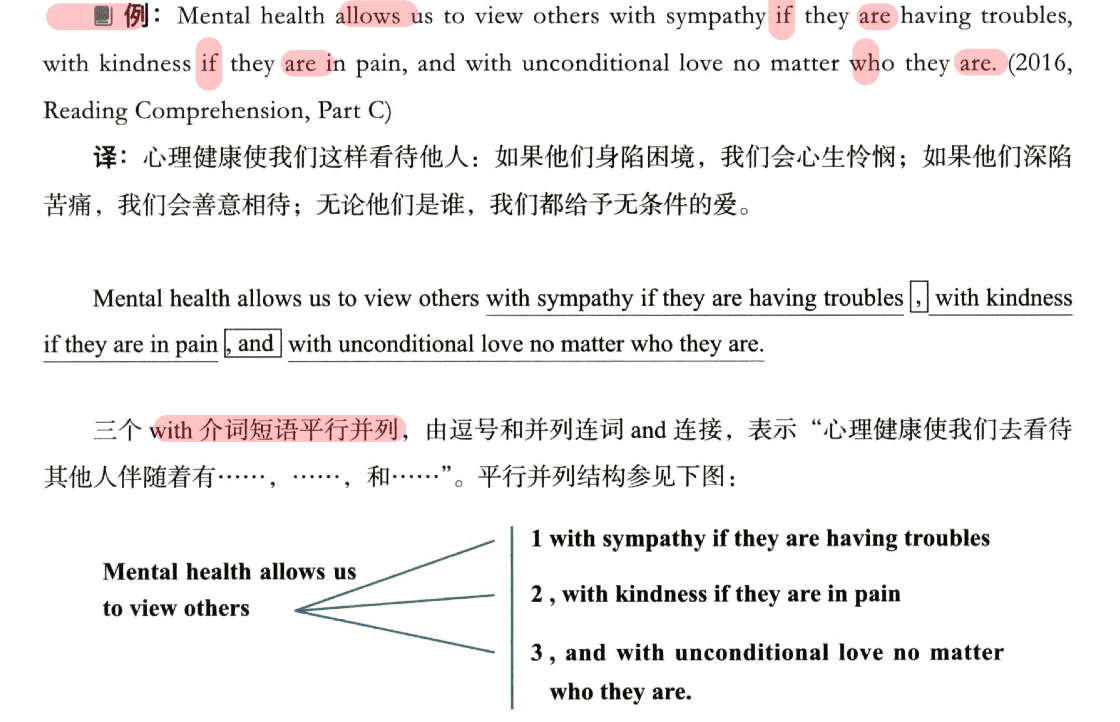 例：Mental health allows us to view others with sympathy if they are having troubles,
with kindness if they are in pain, and with unconditional love no matter who they are. (2016,
Reading Comprehension, Part C)
译：心理健康使我们这样看待他人：如果他们身陷困境，我们会心生怜悯；如果他们深陷
苦痛，我们会善意相待；无论他们是谁，我们都给予无条件的爱。
Mental health allows us to view others with sympathy if they are having troubles , with kindness
if they are in pain , and with unconditional love no matter who they are.
三个 with 介词短语平行并列，由逗号和并列连词 and 连接，表示“心理健康使我们去看待
其他人伴随着有……，……，和……”。平行并列结构参见下图：
Mental health allows us
to view others
1 with sympathy if they are having troubles
2 , with kindness if they are in pain
3 , and with unconditional love no matter
who they are.